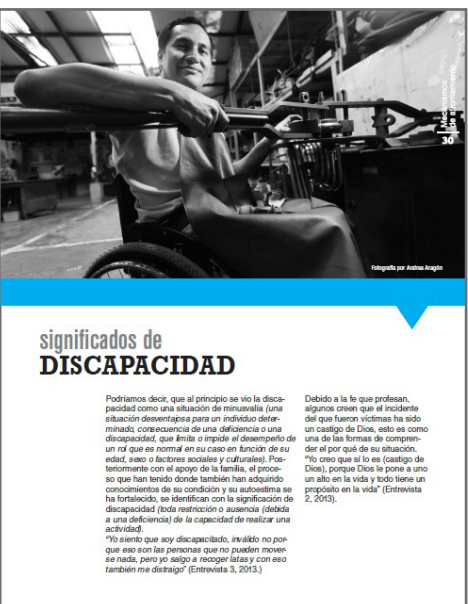 Mecanismos
de afrontamiento
30
Fotografía por Andrea Aragón
significados de
DISCAPACIDAD
Podríamos decir, que al principio se vio la disca-
pacidad como una situación de minusvalía (una
situación desventajosa para un individuo deter-
minado, consecuencia de una deficiencia o una
discapacidad, que limita o impide el desempeño de
un rol que es normal en su caso en función de su
edad, sexo o factores sociales y culturales). Pos-
teriormente con el apoyo de la familia, el proce-
so que han tenido donde también han adquirido
conocimientos de su condición y su autoestima se
ha fortalecido, se identifican con la significación de
discapacidad (toda restricción o ausencia (debida
a una deficiencia) de la capacidad de realizar una
actividad).
"Yo siento que soy discapacitado, inválido no por-
que eso son las personas que no pueden mover-
se nada, pero yo salgo a recoger latas y con eso
también me distraigo" (Entrevista 3, 2013.)
Debido a la fe que profesan,
algunos creen que el incidente
del que fueron víctimas ha sido
un castigo de Dios, esto es como
una de las formas de compren-
der el por qué de su situación.
"Yo creo que sí lo es (castigo de
Dios), porque Dios le pone a uno
un alto en la vida y todo tiene un
propósito en la vida" (Entrevista
2, 2013).